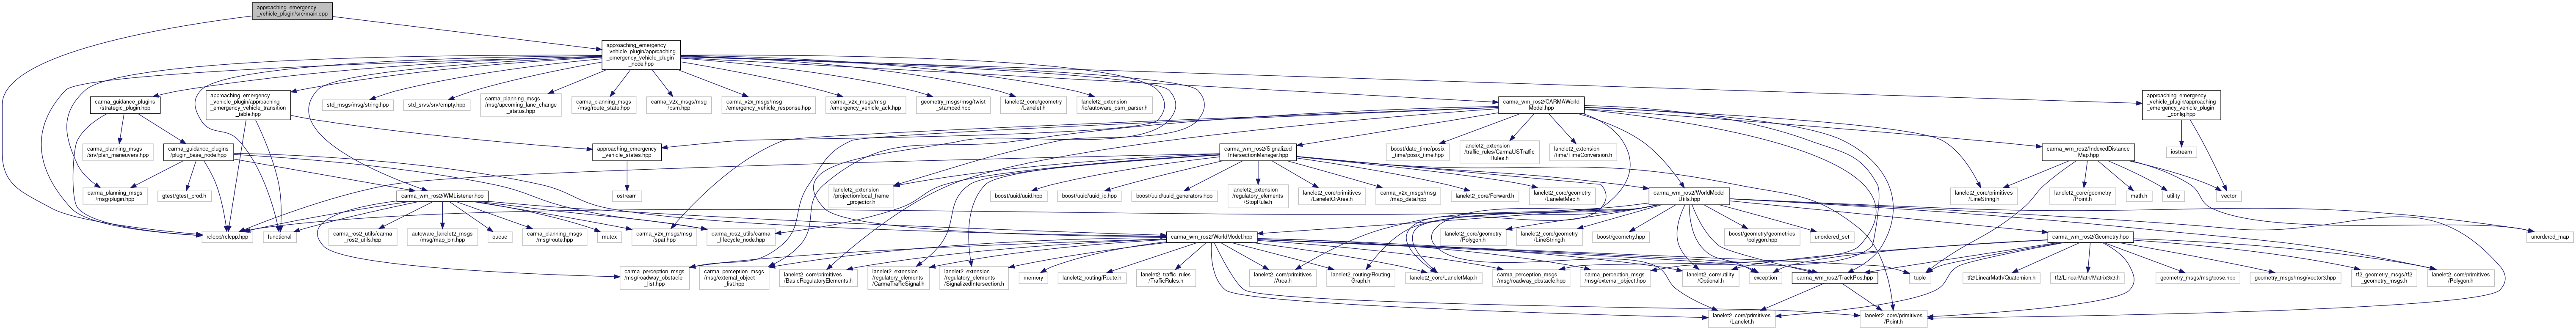 approaching_emergency
_vehicle_plugin/src/main.cpp
approaching_emergency
_vehicle_plugin/approaching
_emergency_vehicle_plugin
_node.hpp
carma_guidance_plugins
/strategic_plugin.hpp
approaching_emergency
_vehicle_plugin/approaching
_emergency_vehicle_transition
_table.hpp
std_msgs/msg/string.hpp
std_srvs/srv/empty.hpp
carma_planning_msgs
/msg/upcoming_lane_change
_status.hpp
carma_planning_msgs
/msg/route_state.hpp
carma_v2x_msgs/msg
/bsm.hpp
carma_v2x_msgs/msg
/emergency_vehicle_response.hpp
carma_v2x_msgs/msg
/emergency_vehicle_ack.hpp
geometry_msgs/msg/twist
_stamped.hpp
lanelet2_core/geometry
/Lanelet.h
lanelet2_extension
/io/autoware_osm_parser.h
carma_wm_ros2/CARMAWorld
Model.hpp
approaching_emergency
_vehicle_plugin/approaching
_emergency_vehicle_plugin
_config.hpp
carma_planning_msgs
/srv/plan_maneuvers.hpp
carma_guidance_plugins
/plugin_base_node.hpp
approaching_emergency
_vehicle_states.hpp
carma_wm_ros2/Signalized
IntersectionManager.hpp
boost/date_time/posix
_time/posix_time.hpp
lanelet2_extension
/traffic_rules/CarmaUSTraffic
Rules.h
lanelet2_extension
/time/TimeConversion.h
carma_wm_ros2/IndexedDistance
Map.hpp
iostream
carma_planning_msgs
/msg/plugin.hpp
gtest/gtest_prod.h
carma_wm_ros2/WMListener.hpp
ostream
lanelet2_extension
/projection/local_frame
_projector.h
boost/uuid/uuid.hpp
boost/uuid/uuid_io.hpp
boost/uuid/uuid_generators.hpp
lanelet2_extension
/regulatory_elements
/StopRule.h
lanelet2_core/primitives
/LaneletOrArea.h
carma_v2x_msgs/msg
/map_data.hpp
lanelet2_core/Forward.h
lanelet2_core/geometry
/LaneletMap.h
carma_wm_ros2/WorldModel
Utils.hpp
lanelet2_core/primitives
/LineString.h
lanelet2_core/geometry
/Point.h
math.h
utility
vector
rclcpp/rclcpp.hpp
functional
carma_ros2_utils/carma
_ros2_utils.hpp
autoware_lanelet2_msgs
/msg/map_bin.hpp
queue
carma_planning_msgs
/msg/route.hpp
mutex
carma_v2x_msgs/msg
/spat.hpp
carma_ros2_utils/carma
_lifecycle_node.hpp
carma_wm_ros2/WorldModel.hpp
lanelet2_core/geometry
/Polygon.h
lanelet2_core/geometry
/LineString.h
boost/geometry.hpp
boost/geometry/geometries
/polygon.hpp
unordered_set
carma_wm_ros2/Geometry.hpp
unordered_map
carma_perception_msgs
/msg/roadway_obstacle
_list.hpp
carma_perception_msgs
/msg/external_object
_list.hpp
lanelet2_core/primitives
/BasicRegulatoryElements.h
lanelet2_extension
/regulatory_elements
/CarmaTrafficSignal.h
lanelet2_extension
/regulatory_elements
/SignalizedIntersection.h
memory
lanelet2_routing/Route.h
lanelet2_traffic_rules
/TrafficRules.h
lanelet2_core/primitives
/Area.h
lanelet2_routing/Routing
Graph.h
lanelet2_core/LaneletMap.h
carma_perception_msgs
/msg/roadway_obstacle.hpp
carma_perception_msgs
/msg/external_object.hpp
lanelet2_core/utility
/Optional.h
exception
carma_wm_ros2/TrackPos.hpp
tuple
tf2/LinearMath/Quaternion.h
tf2/LinearMath/Matrix3x3.h
geometry_msgs/msg/pose.hpp
geometry_msgs/msg/vector3.hpp
tf2_geometry_msgs/tf2
_geometry_msgs.h
lanelet2_core/primitives
/Polygon.h
lanelet2_core/primitives
/Lanelet.h
lanelet2_core/primitives
/Point.h